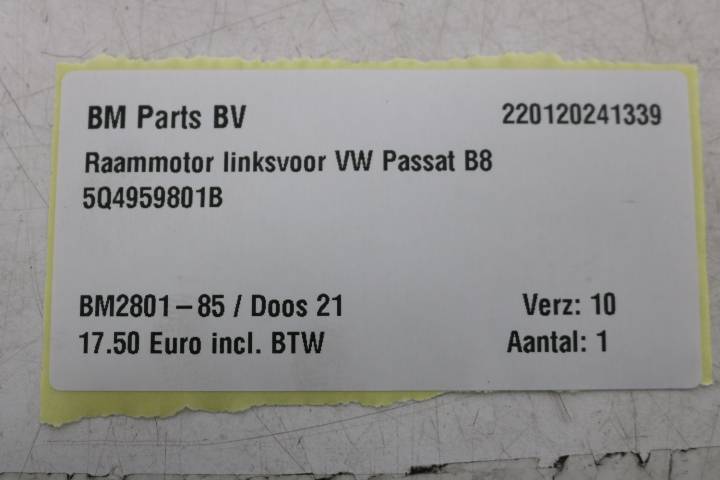 BM Parts BV 220120241339
Raammotor linksvoor VW Passat B8
5Q4959801B
BM2801-85 / Doos 21 Verz: 10
17.50 Euro incl. BTW Aantal: 1